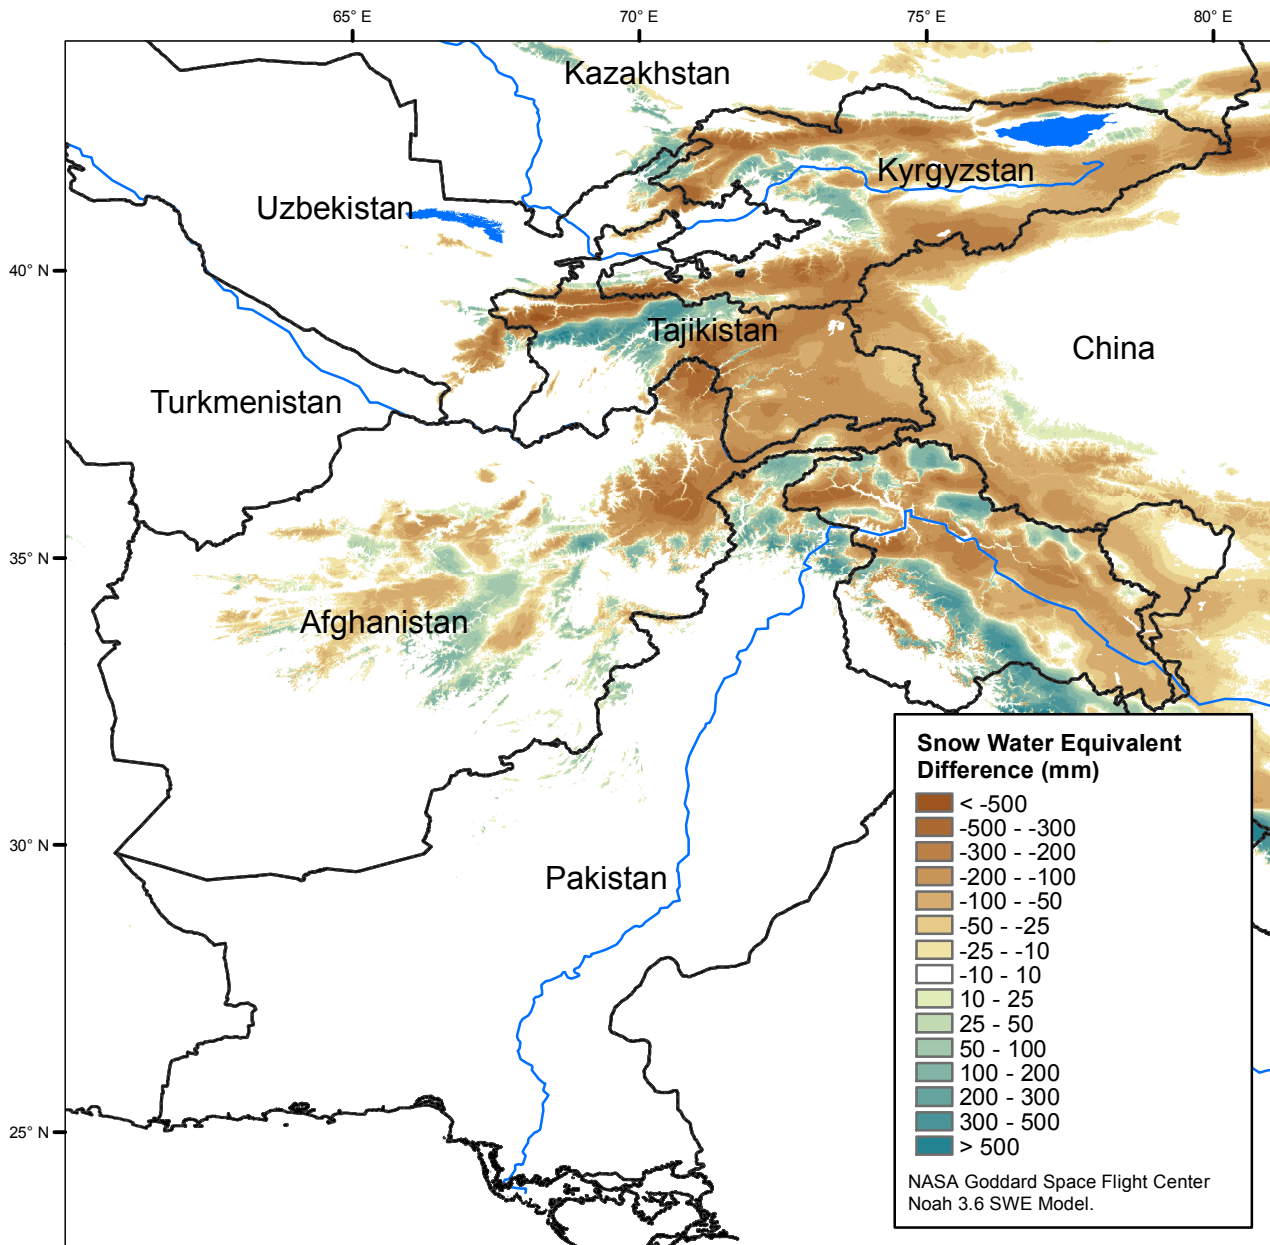 65° E
70° E
75° E
80° E
Kazakhstan
Kyrgyzstan
Uzbekistan
40° N
Tajikistan
China
Turkmenistan
35° N
Afghanistan
30° N
Pakistan
25° N
Snow Water Equivalent
Difference (mm)
< -500
-500 - -300
-300 - -200
-200 - -100
-100 - -50
-50 - -25
-25 - -10
-10 - 10
10 - 25
25 - 50
50 - 100
100 - 200
200 - 300
300 - 500
> 500
NASA Goddard Space Flight Center
Noah 3.6 SWE Model.